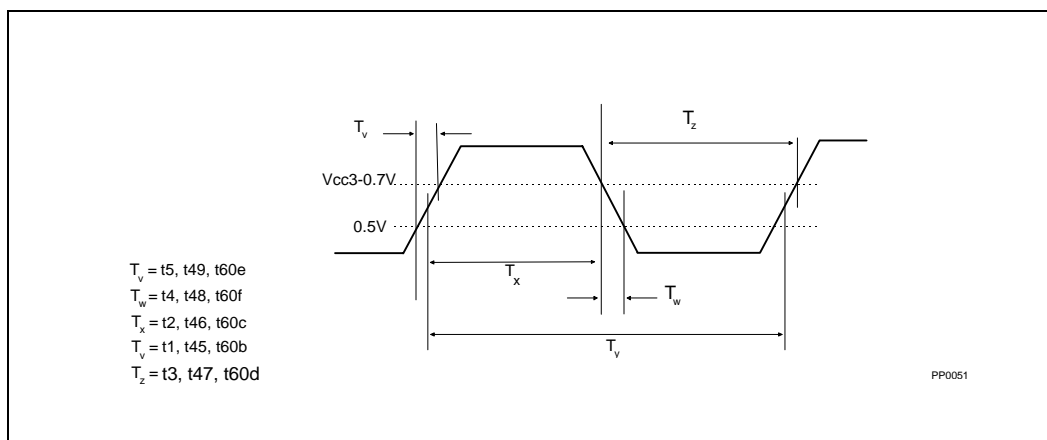 Tv
Tz
Vcc3-0.7V
0.5V
Tx
Tw
Ty
Tv = t5, t49, t60e
Tw = t4, t48, t60f
Tx = t2, t46, t60c
Tv = t1, t45, t60b
Tz = t3, t47, t60d
PP0051